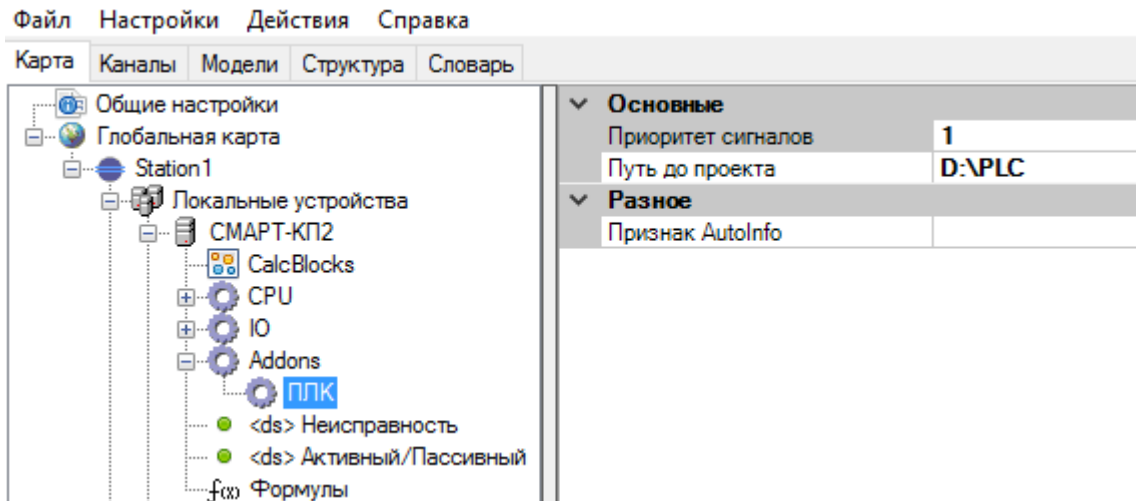 Файл Настройки Действия Справка
Карта Каналы Модели Структура Словарь
Общие настройки
Глобальная карта
Station1
Локальные устройства
СМАРТ-КП2
CalcBlocks
CPU
IO
Addons
ПЛК
<ds> Неисправность
<ds> Активный/Пассивный
f(x) Формулы
Основные
Приоритет сигналов 1
Путь до проекта D:\PLC
Разное
Признак AutoInfo